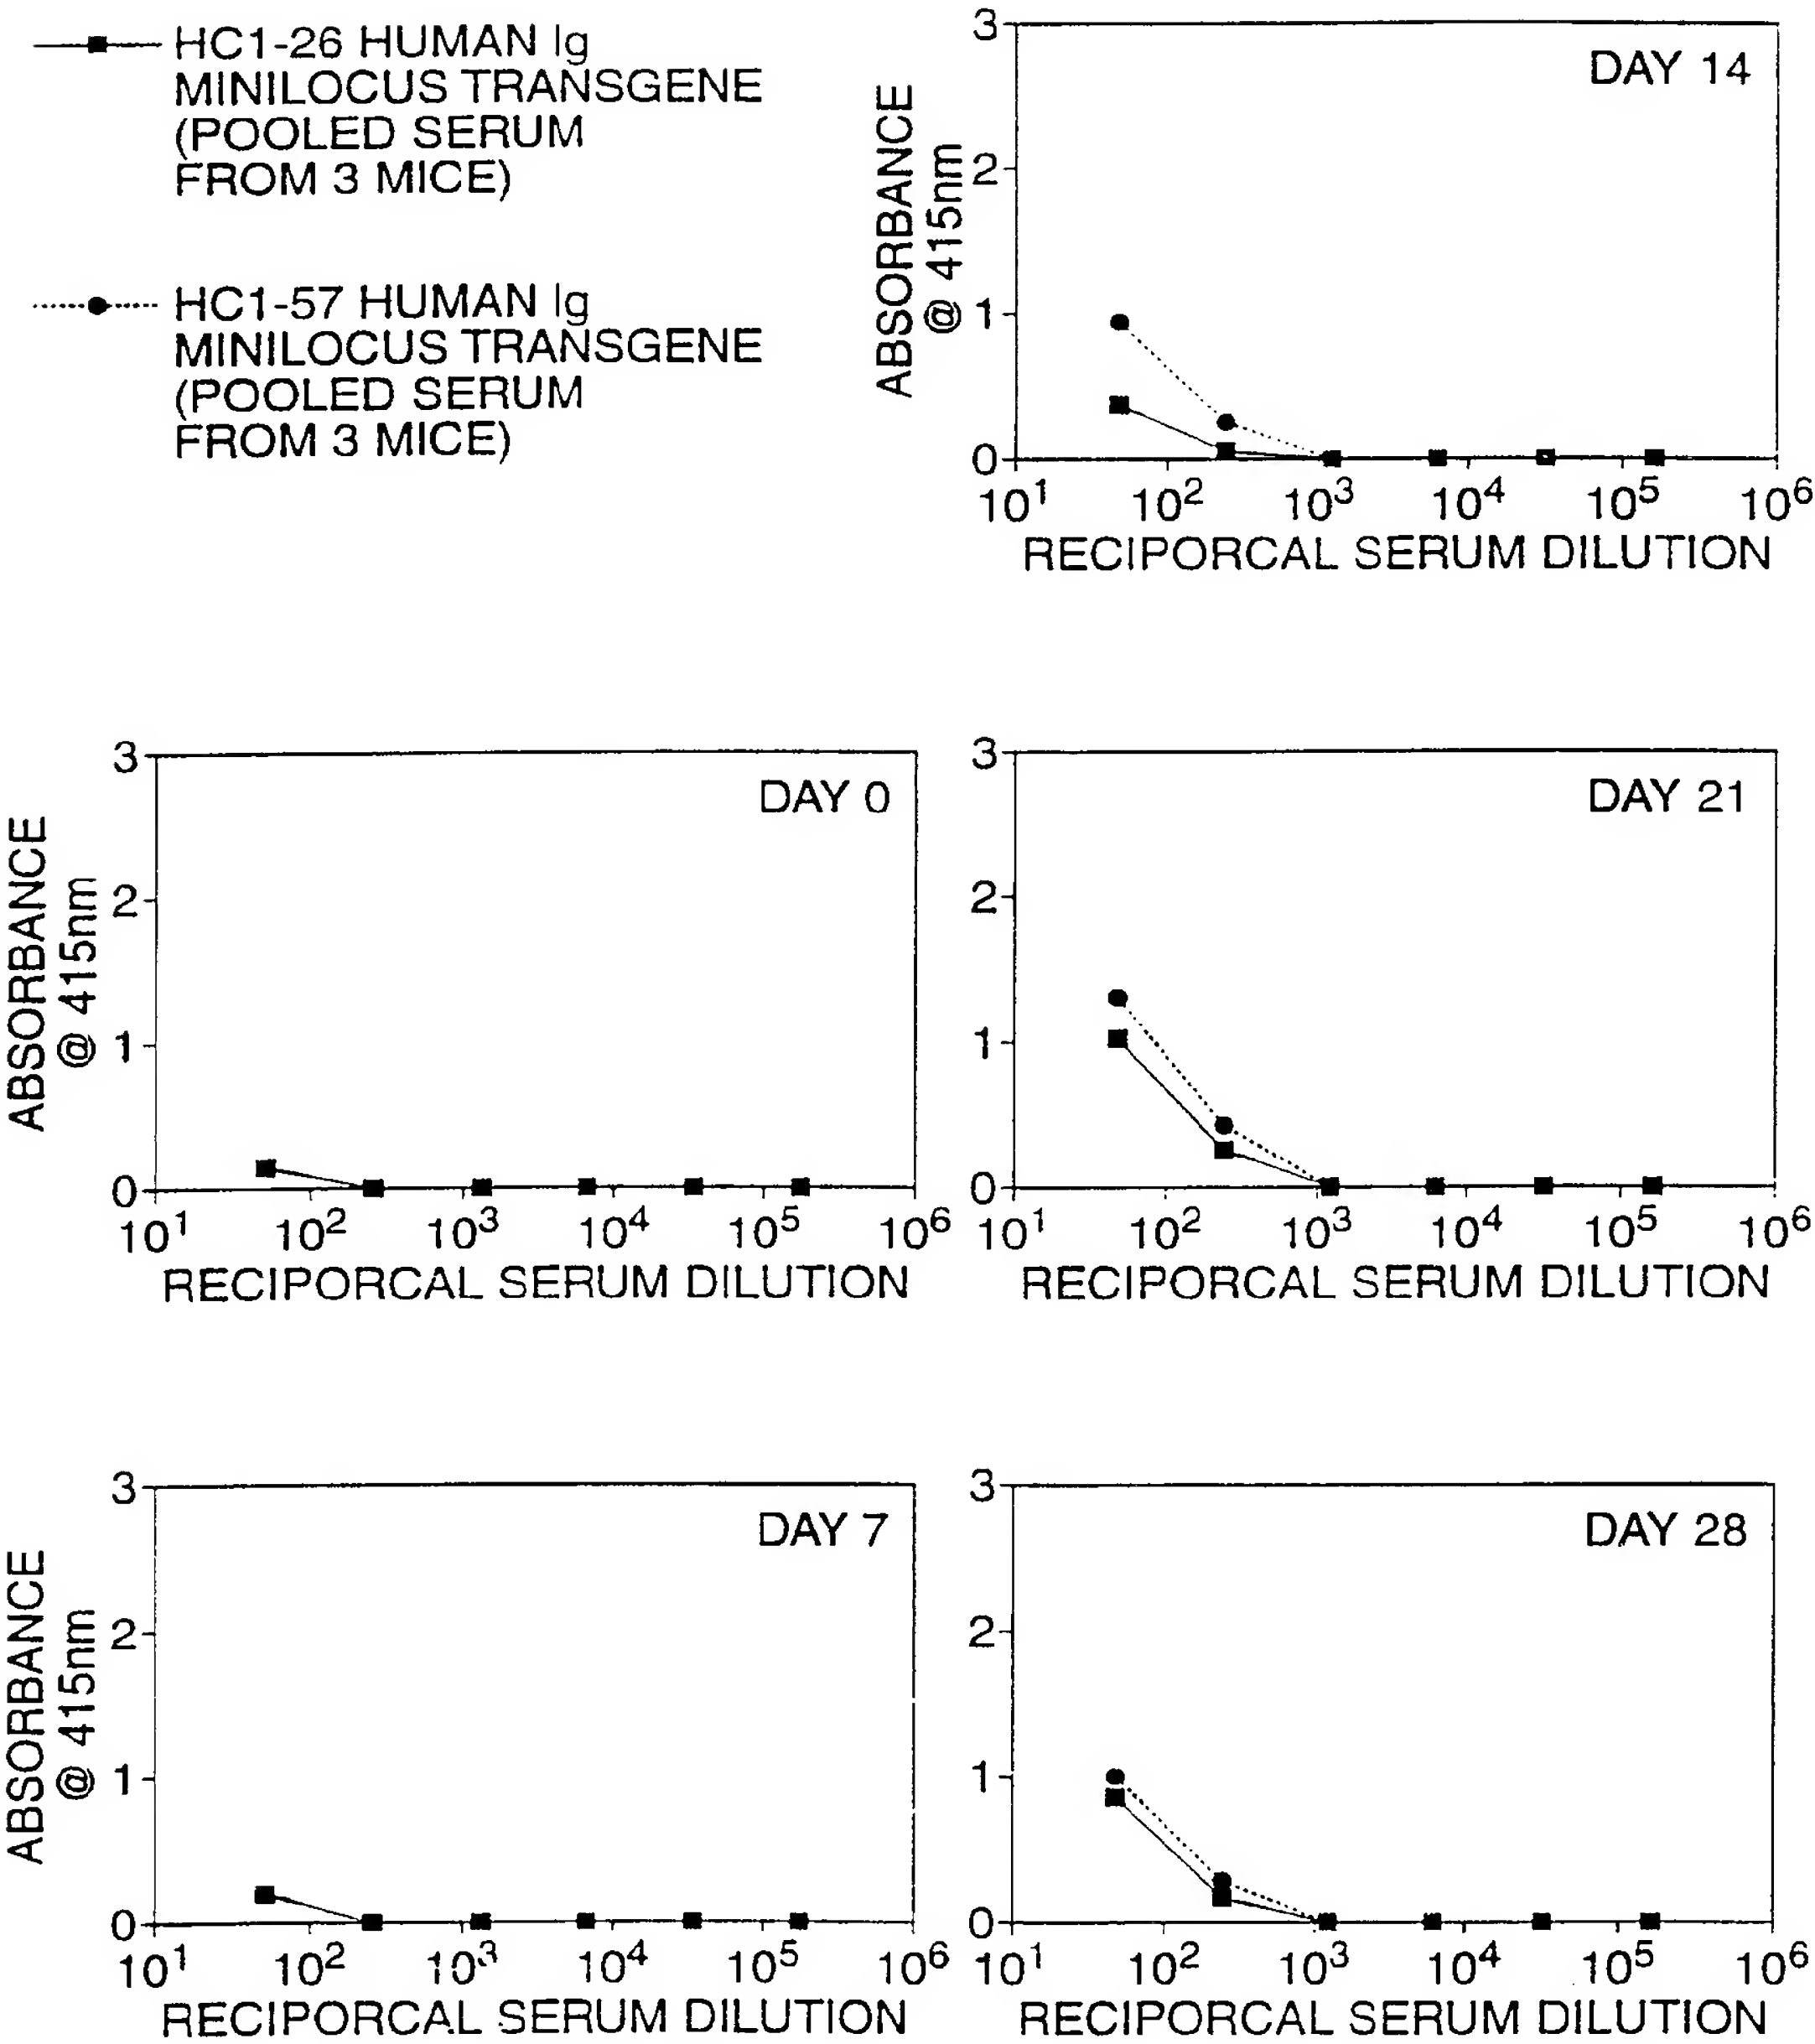 HC1-26 HUMAN Ig
MINILOCUS TRANSGENE
(POOLED SERUM
FROM 3 MICE)
HC1-57 HUMAN Ig
MINILOCUS TRANSGENE
(POOLED SERUM
FROM 3 MICE)
DAY 14
ABSORBANCE
@ 415nm
3
2
1
0
10¹ 10² 10³ 10⁴ 10⁵ 10⁶
RECIPORCAL SERUM DILUTION
DAY 0
ABSORBANCE
@ 415nm
3
2
1
0
10¹ 10² 10³ 10⁴ 10⁵ 10⁶
RECIPORCAL SERUM DILUTION
DAY 21
3
2
1
0
10¹ 10² 10³ 10⁴ 10⁵ 10⁶
RECIPORCAL SERUM DILUTION
DAY 7
ABSORBANCE
@ 415nm
3
2
1
0
10¹ 10² 10³ 10⁴ 10⁵ 10⁶
RECIPORCAL SERUM DILUTION
DAY 28
3
2
1
0
10¹ 10² 10³ 10⁴ 10⁵ 10⁶
RECIPORCAL SERUM DILUTION